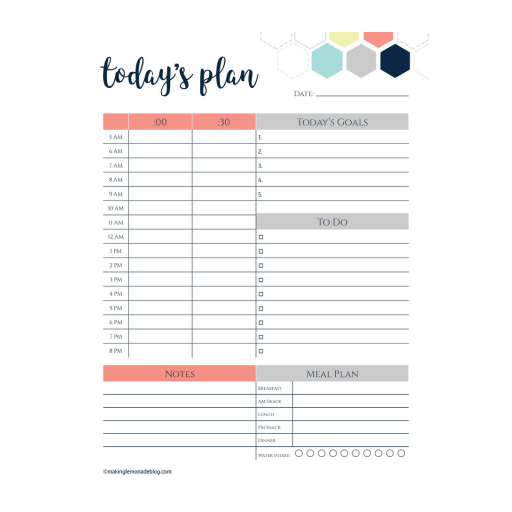 today's plan
DATE:
:00 :30
5 AM
6 AM
7 AM
8 AM
9 AM
10 AM
11 AM
12 AM
1 PM
2 PM
3 PM
4 PM
5 PM
6 PM
7 PM
8 PM
TODAY'S GOALS
1.
2.
3.
4.
5.
TO DO
NOTES
MEAL PLAN
BREAKFAST
AM SNACK
LUNCH
PM SNACK
DINNER
WATER INTAKE:
©makinglemonadeblog.com